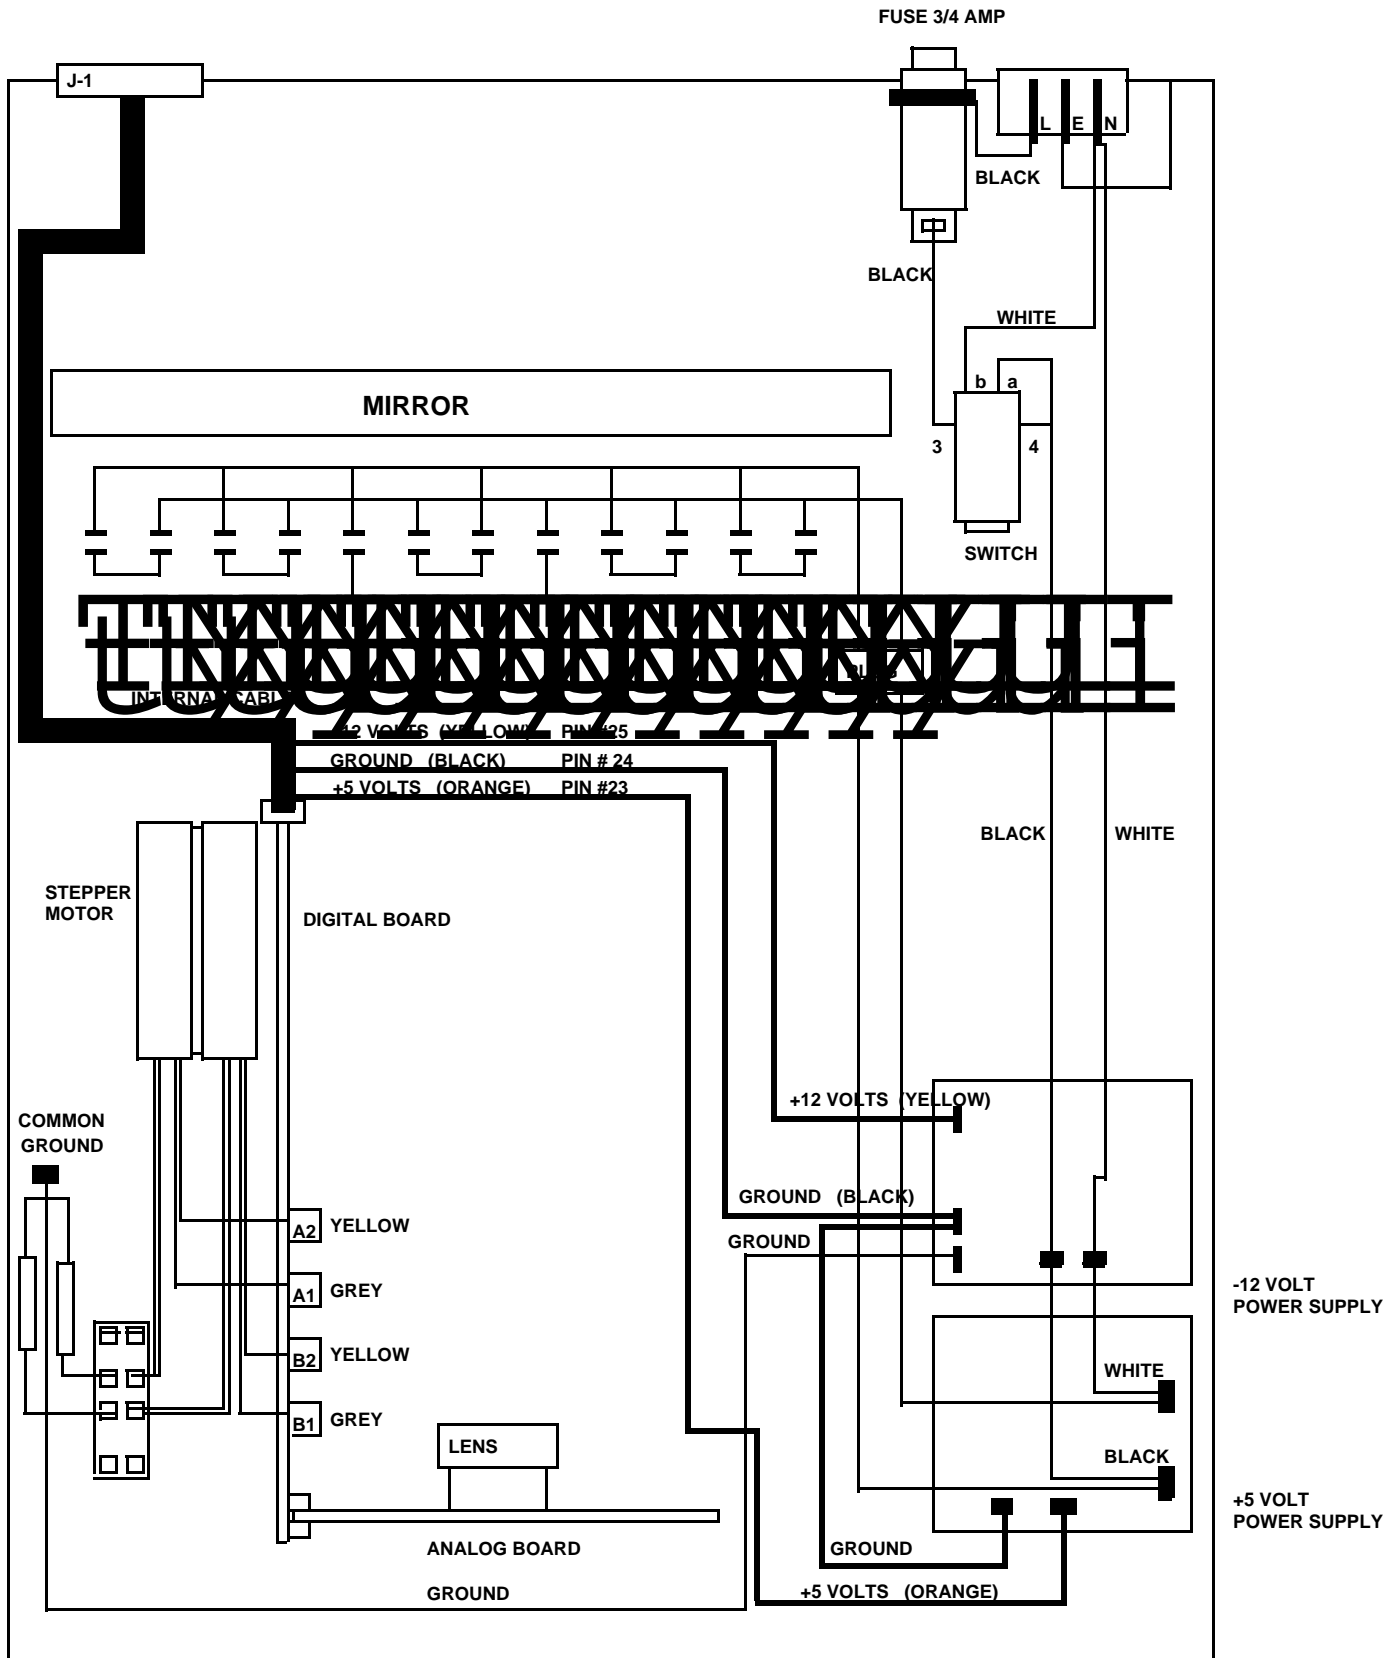 FUSE 3/4 AMP
J-1
L E N
BLACK
BLACK
WHITE
b a
MIRROR
3 4
SWITCH
PIN #25
GROUND (BLACK) PIN # 24
+5 VOLTS (ORANGE) PIN #23
BLACK WHITE
STEPPER
MOTOR
DIGITAL BOARD
+12 VOLTS (YELLOW)
COMMON
GROUND
GROUND (BLACK)
A2 YELLOW
GROUND
A1 GREY
-12 VOLT
POWER SUPPLY
B2 YELLOW
WHITE
B1 GREY
LENS
BLACK
+5 VOLT
POWER SUPPLY
ANALOG BOARD
GROUND
GROUND
+5 VOLTS (ORANGE)